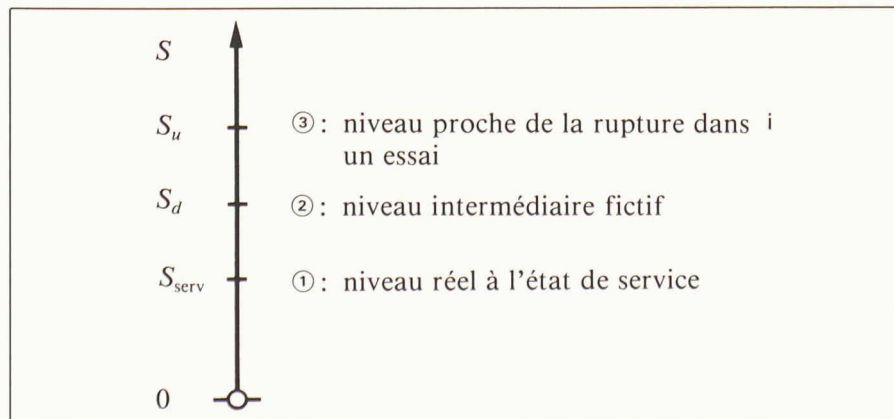 S
S_u ③ : niveau proche de la rupture dans i
un essai
S_d ② : niveau intermédiaire fictif
S_serv ① : niveau réel à l'état de service
0